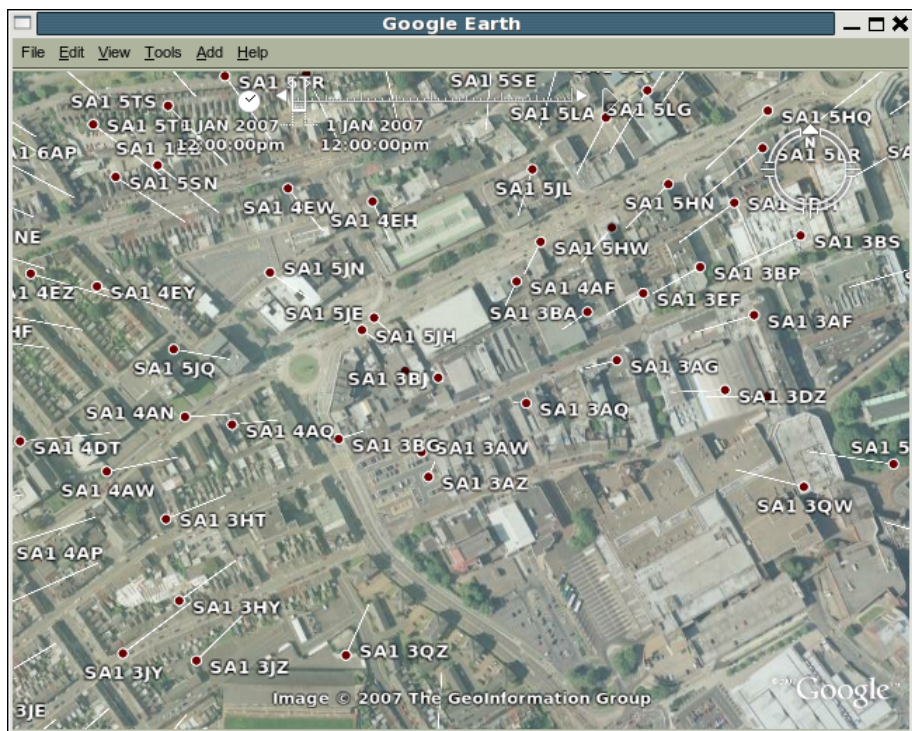 Google Earth
File Edit View Tools Add Help
SA1 5TR
SA1 5SE
SA1 5TS
SA1 5LA
SA1 5LG
SA1 5HQ
1 JAN 2007
1 JAN 2007
12:00:00pm
12:00:00pm
N
SA1 5SN
SA1 5JL
SA1 4EW
SA1 4EH
SA1 5HN
NE
SA1 5HW
SA1 3BS
SA1 5JN
SA1 3BP
SA1 4EY
SA1 4AF
SA1 3EF
SA1 5JE
SA1 3BA
SA1 3AF
SA1 5JH
SA1 5JQ
SA1 3BJ
SA1 3AG
SA1 3DZ
SA1 4AN
SA1 3AQ
SA1 4AQ
SA1 4DT
SA1 3BG
SA1 3AW
SA1 5
SA1 4AW
SA1 3AZ
SA1 3QW
SA1 3HT
SA1 4AP
SA1 3HY
SA1 3QZ
SA1 3JY
SA1 3JZ
3JE
Image © 2007 The GeoInformation Group
© 2007 Google